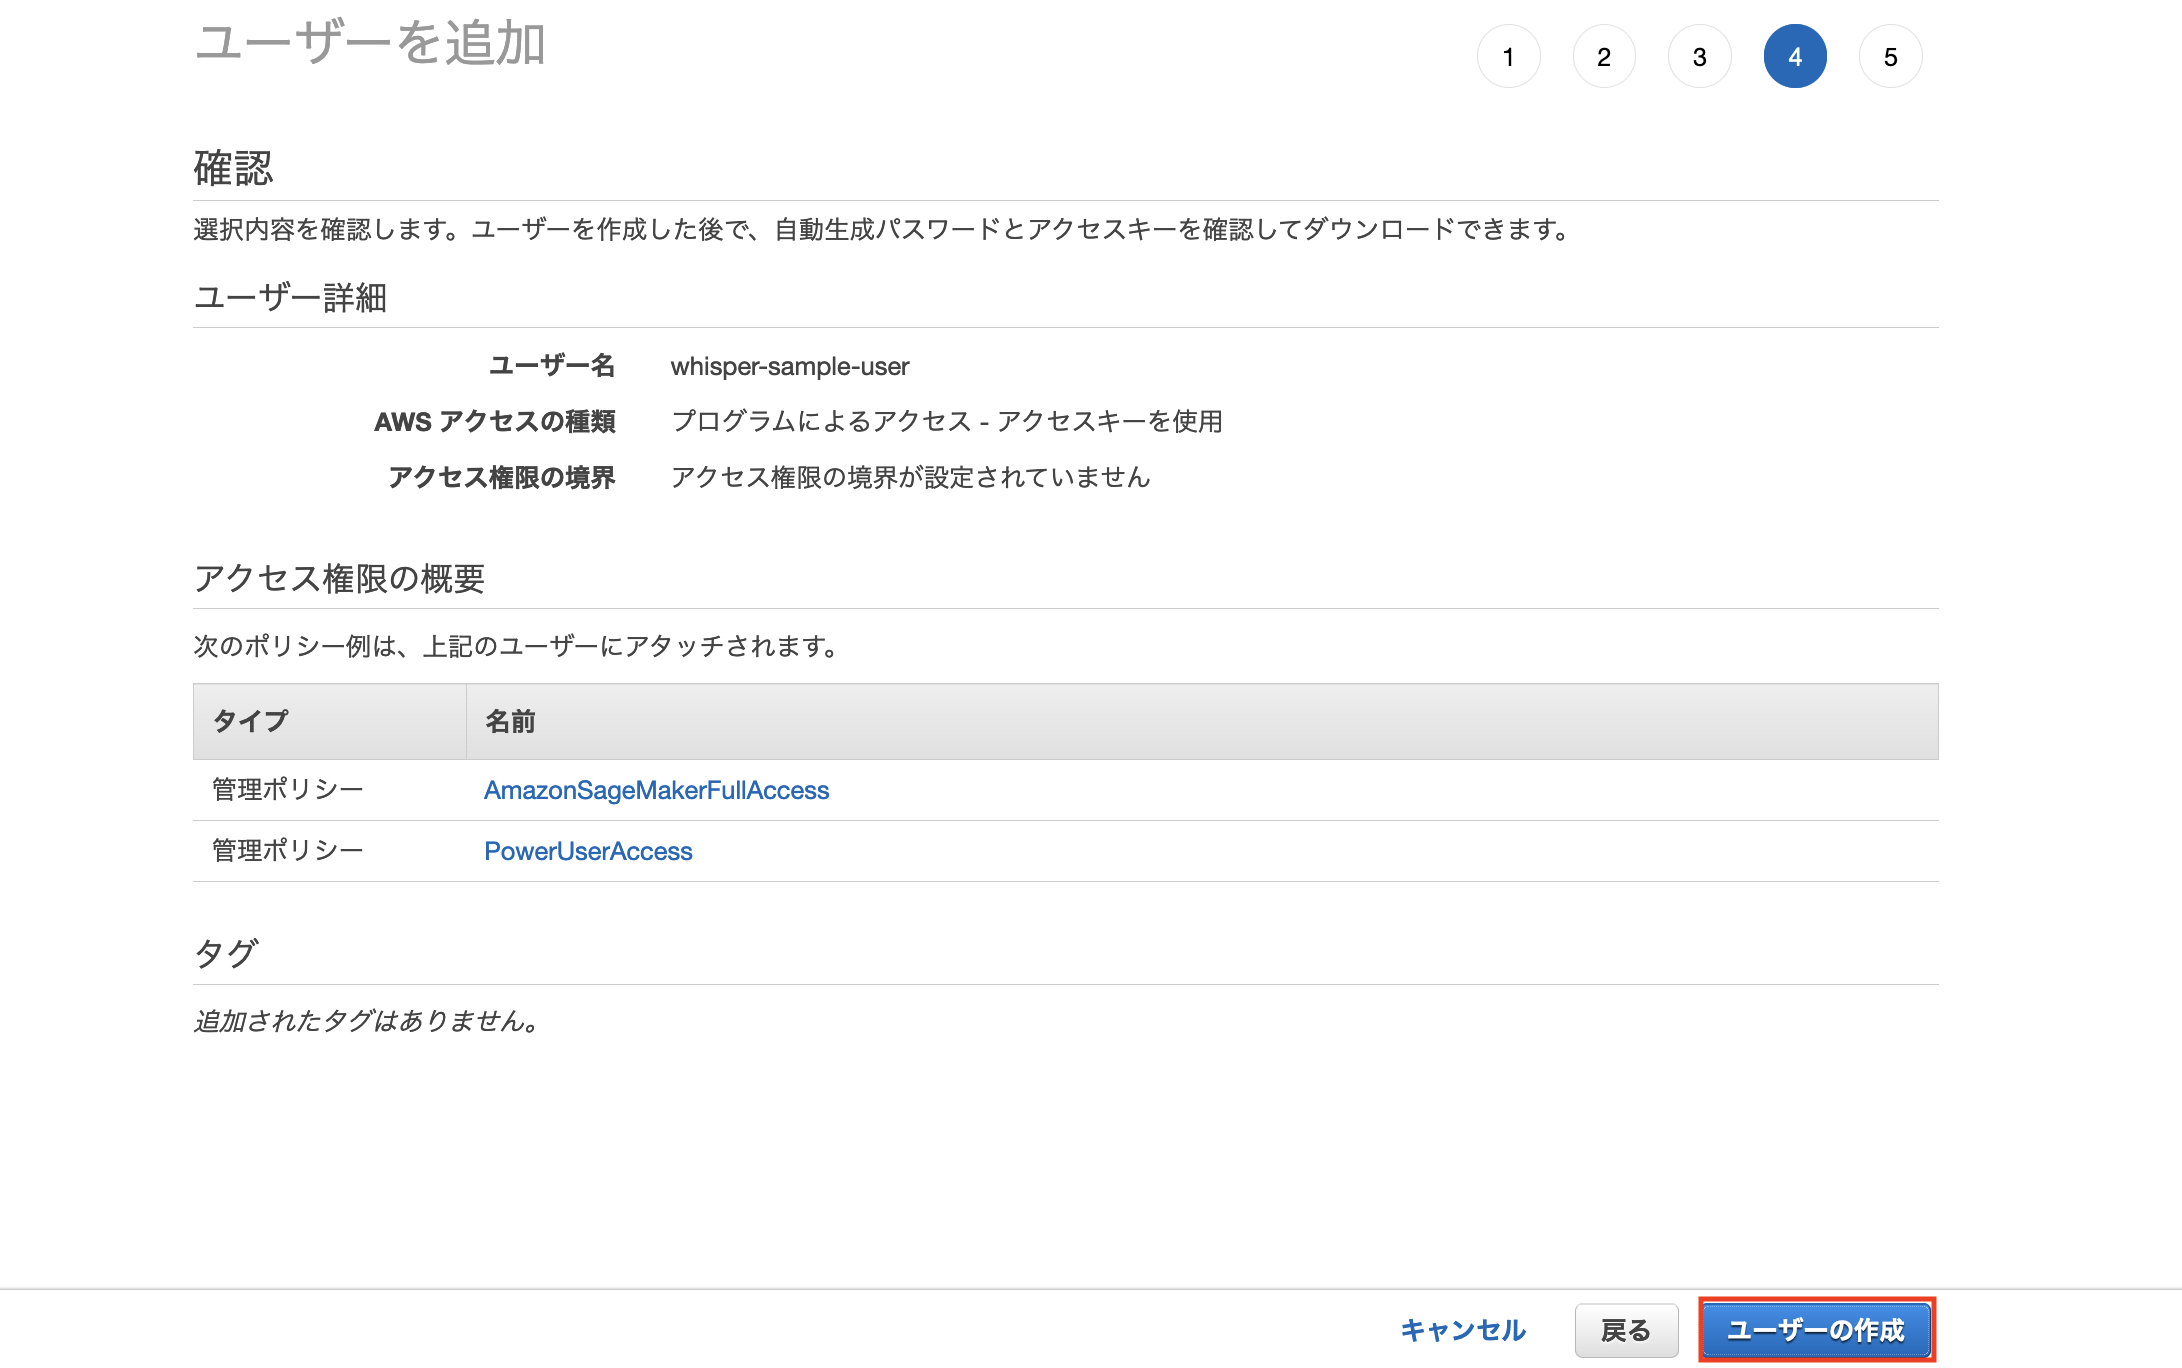 ユーザーを追加
1 2 3 4 5
確認
選択内容を確認します。ユーザーを作成した後で、自動生成パスワードとアクセスキーを確認してダウンロードできます。
ユーザー詳細
ユーザー名 whisper-sample-user
AWS アクセスの種類 プログラムによるアクセス - アクセスキーを使用
アクセス権限の境界 アクセス権限の境界が設定されていません
アクセス権限の概要
次のポリシー例は、上記のユーザーにアタッチされます。
タイプ 名前
管理ポリシー AmazonSageMakerFullAccess
管理ポリシー PowerUserAccess
タグ
追加されたタグはありません。
キャンセル 戻る ユーザーの作成